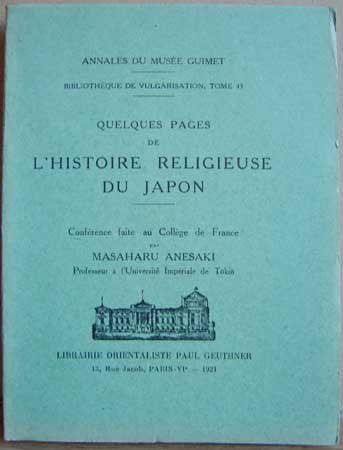 ANNALES DU MUSÉE GUIMET
BIBLIOTHÈQUE DE VULGARISATION, TOME 43
QUELQUES PAGES
DE
L'HISTOIRE RELIGIEUSE
DU JAPON
Conférence faite au Collège de France
PAR
MASAHARU ANESAKI
Professeur à l'Université Impériale de Tokio
LIBRAIRIE ORIENTALISTE PAUL GEUTHNER
13, Rue Jacob, PARIS-VIe — 1921